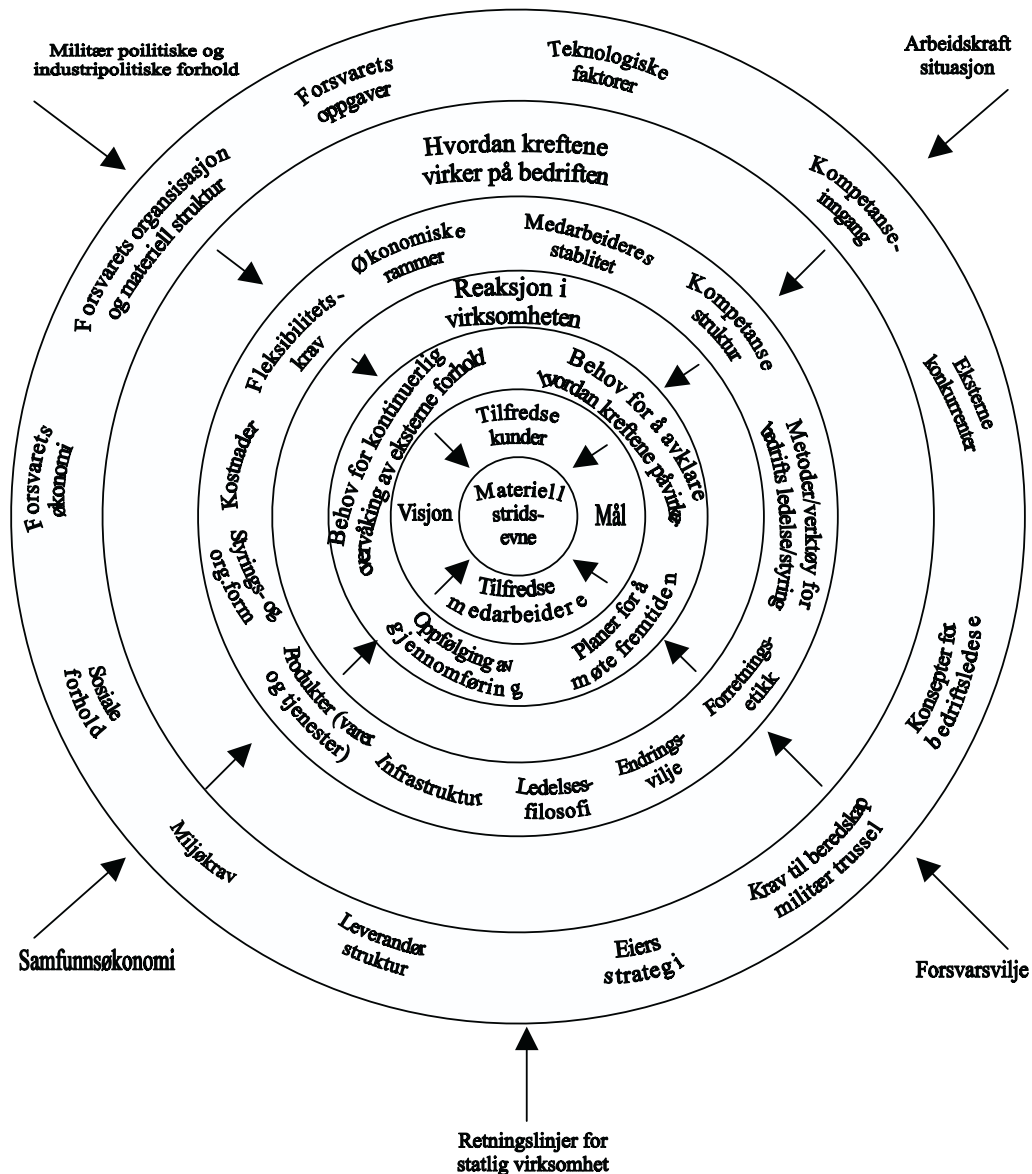 Militær poilitiske og
industripolitiske forhold
Arbeidskraft
situasjon
Forsvarets
oppgaver
Teknologiske
faktorer
Forsvarets organsisasjon
og materiell struktur
Kompetanse-
inngang
Hvordan kreftene
virker på bedriften
Økonomiske
rammer
Medarbeideres
stablitet
Fleksibilitets-
krav
Kompetanse
struktur
Reaksjon i
virksomheten
Behov for kontinuerlig
overvåking av eksterne forhold
Behov for å avklare
hvordan kreftene påvirke
Eksterne
konkurrenter
Forsvarets
økonomi
Kostnader
Metoder/verktøy for
bedrifts ledelse/styring
Tilfredse
kunder
Visjon
Materiell
strids-
evne
Mål
Tilfredse
medarbeidere
Styrings- og
org.form
Oppfølging av
gjennomføring
Planer for å
møte fremtiden
Sosiale
forhold
Produkter (varer
og tjenester)
Infrastruktur
Ledelses-
filosofi
Endrings-
vilje
Forretnings-
etikk
Konsepter for
bedriftsledese
Miljøkrav
Krav til beredskap
militær trussel
Leverandør
struktur
Eiers
strategi
Samfunnsøkonomi
Forsvarsvilje
Retningslinjer for
statlig virksomhet